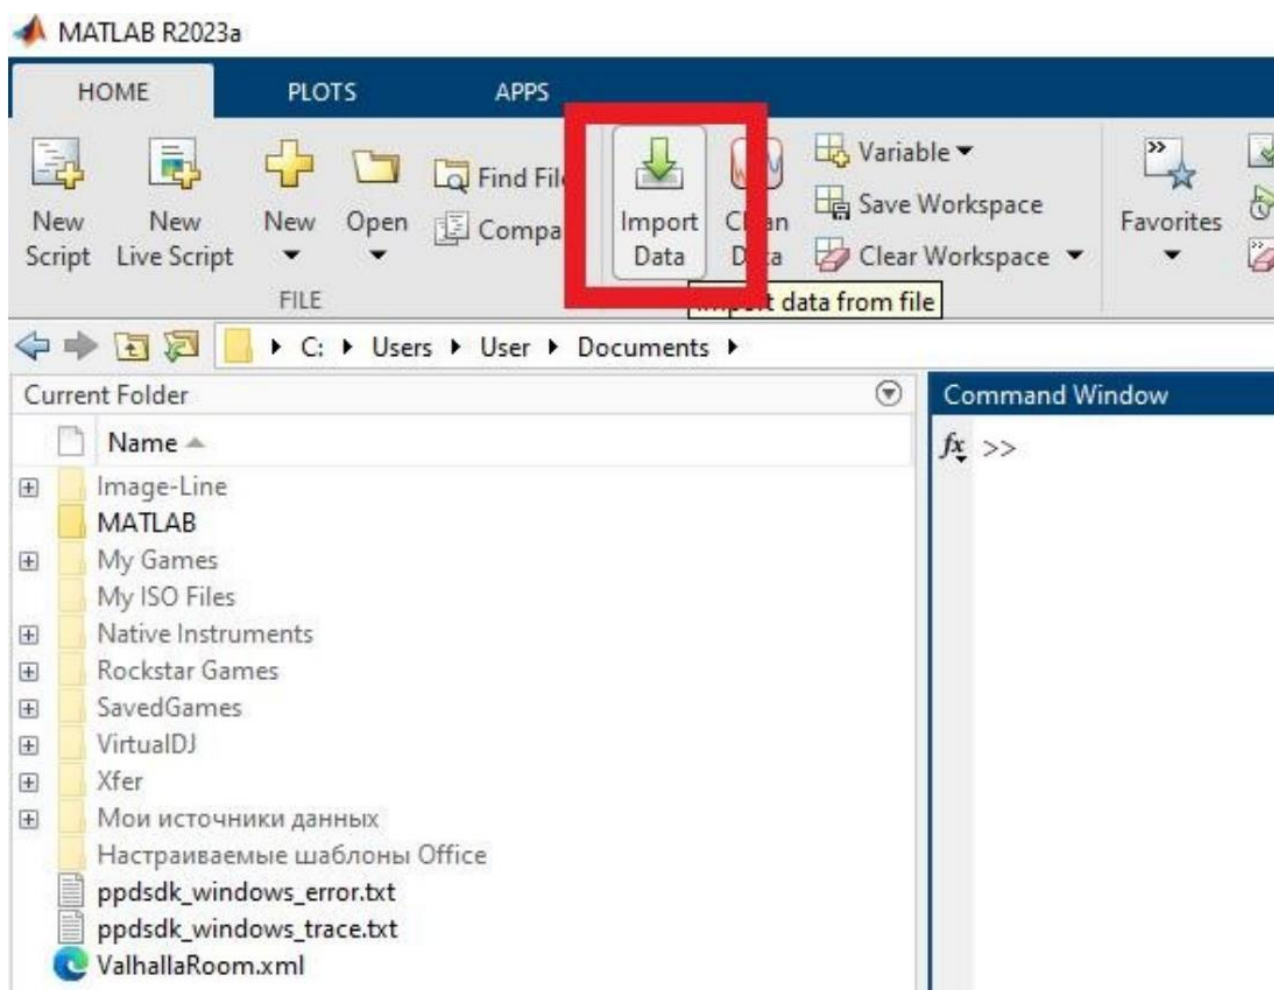 MATLAB R2023a
HOME PLOTS APPS
New Script
New Live Script
New
Open
Find Fil
Compa
Import Data
Data
Variable
Save Workspace
Clear Workspace
Favorites
FILE
data from file
C: Users User Documents
Current Folder
Command Window
Name
fx >>
Image-Line
MATLAB
My Games
My ISO Files
Native Instruments
Rockstar Games
SavedGames
VirtualDJ
Xfer
Мои источники данных
Настраиваемые шаблоны Office
ppdsdk_windows_error.txt
ppdsdk_windows_trace.txt
ValhallaRoom.xml